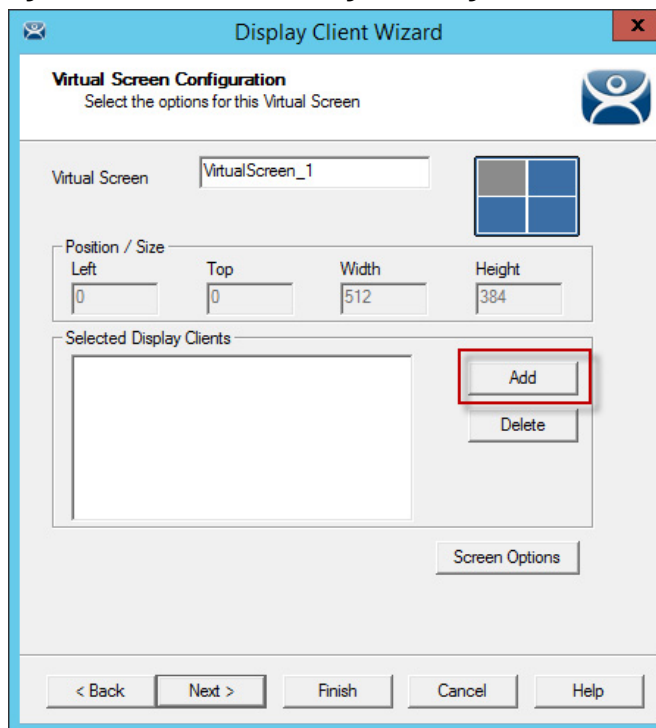 Display Client Wizard
x
Virtual Screen Configuration
Select the options for this Virtual Screen
Virtual Screen
VirtualScreen_1
Position / Size
Left Top Width Height
0 0 512 384
Selected Display Clients
Add
Delete
Screen Options
< Back Next > Finish Cancel Help